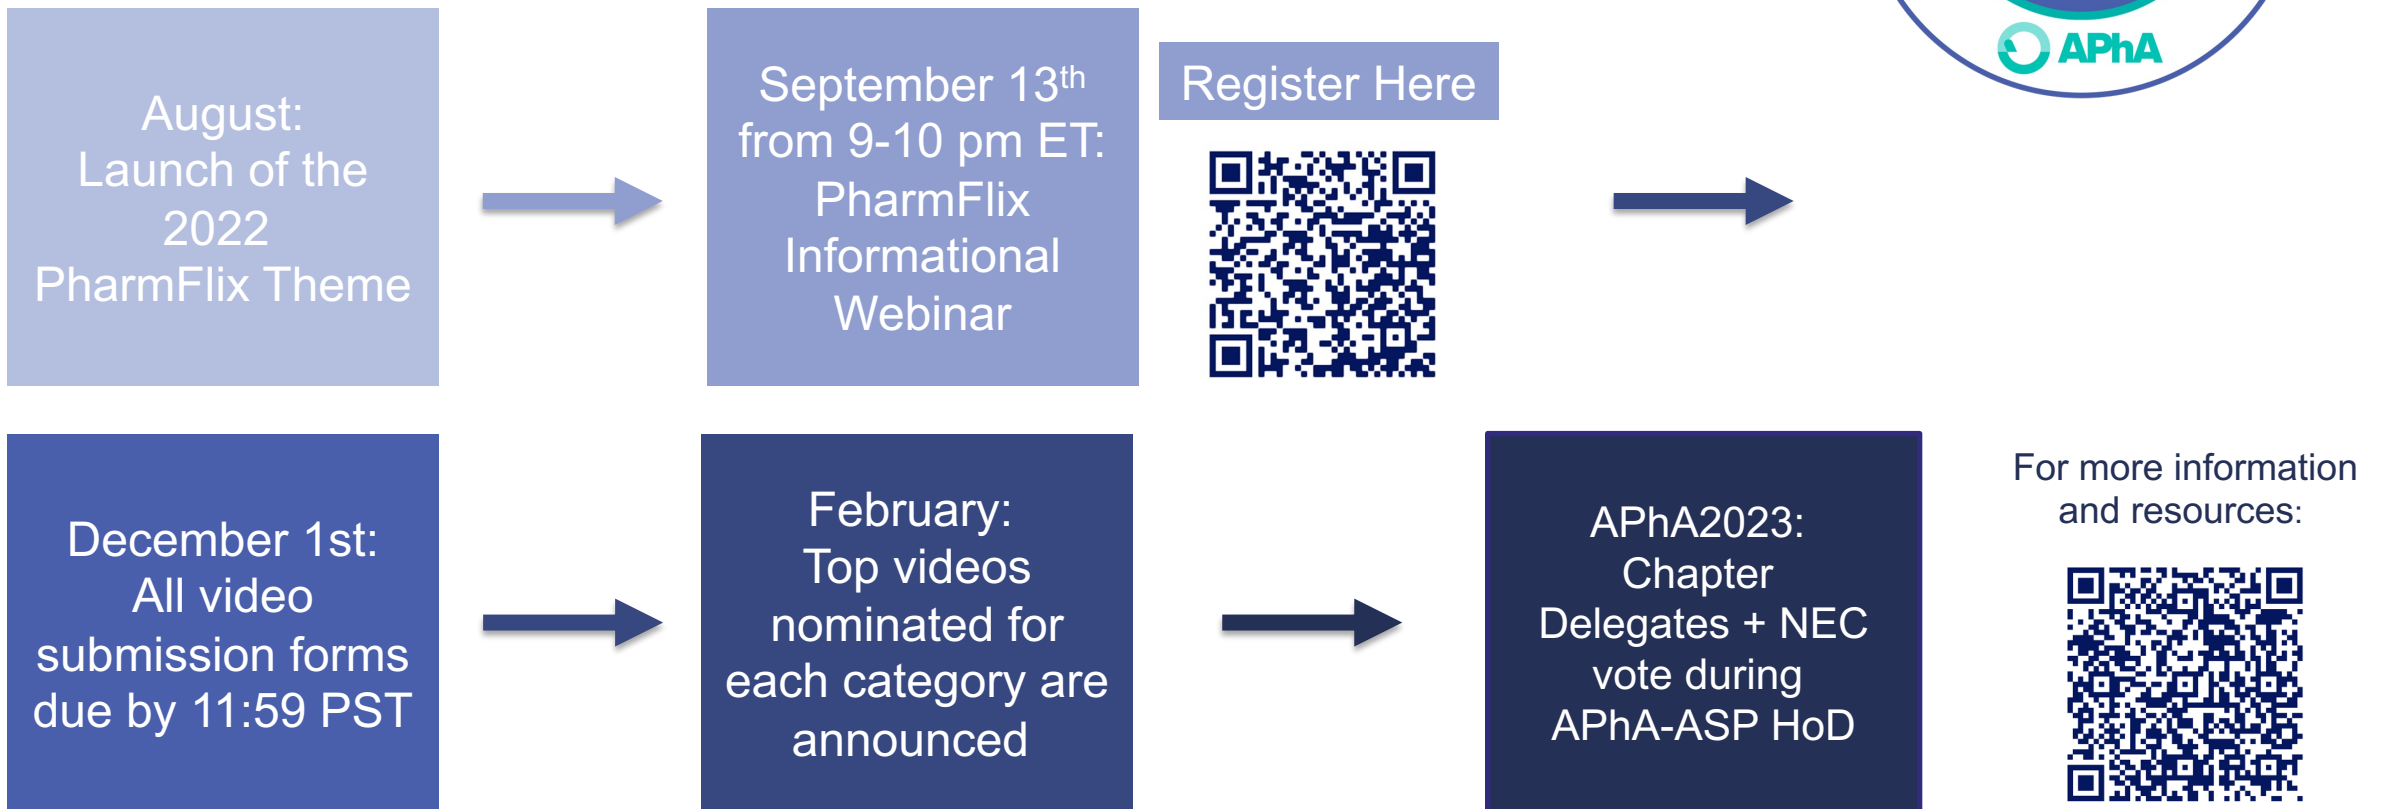 APhA
August:
Launch of the
2022
PharmFlix Theme
September 13th
from 9-10 pm ET:
PharmFlix
Informational
Webinar
Register Here
December 1st:
All video
submission forms
due by 11:59 PST
February:
Top videos
nominated for
each category are
announced
APhA2023:
Chapter
Delegates + NEC
vote during
APhA-ASP HoD
For more information
and resources: